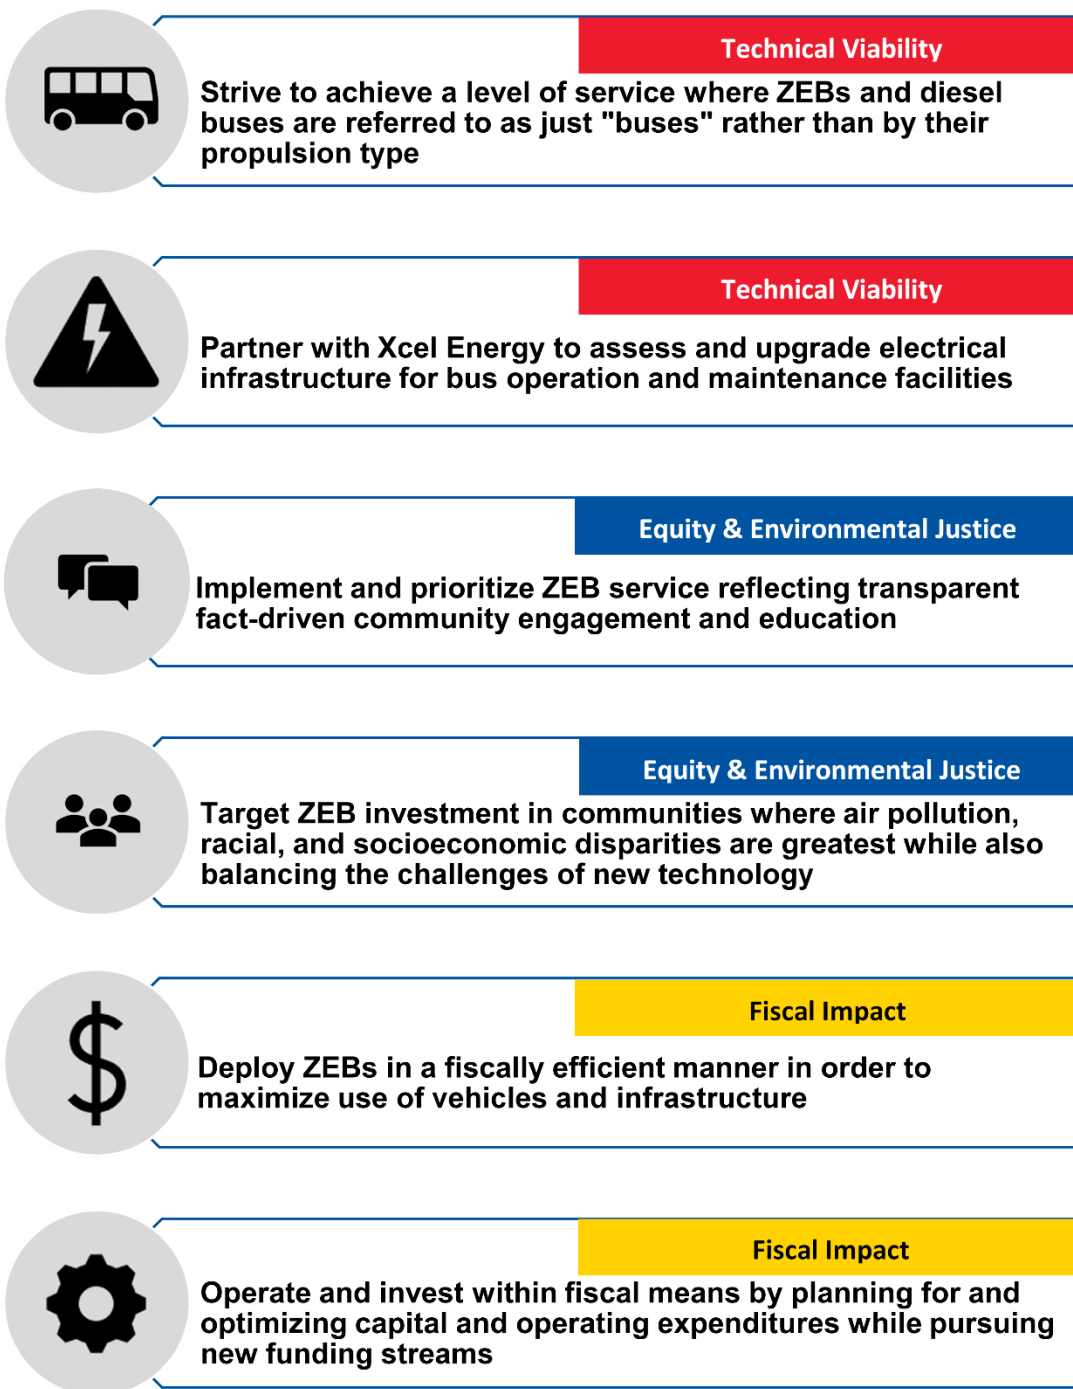 Technical Viability
Strive to achieve a level of service where ZEBs and diesel
buses are referred to as just "buses" rather than by their
propulsion type
Technical Viability
Partner with Xcel Energy to assess and upgrade electrical
infrastructure for bus operation and maintenance facilities
Equity & Environmental Justice
Implement and prioritize ZEB service reflecting transparent
fact-driven community engagement and education
Equity & Environmental Justice
Target ZEB investment in communities where air pollution,
racial, and socioeconomic disparities are greatest while also
balancing the challenges of new technology
Fiscal Impact
Deploy ZEBs in a fiscally efficient manner in order to
maximize use of vehicles and infrastructure
Fiscal Impact
Operate and invest within fiscal means by planning for and
optimizing capital and operating expenditures while pursuing
new funding streams